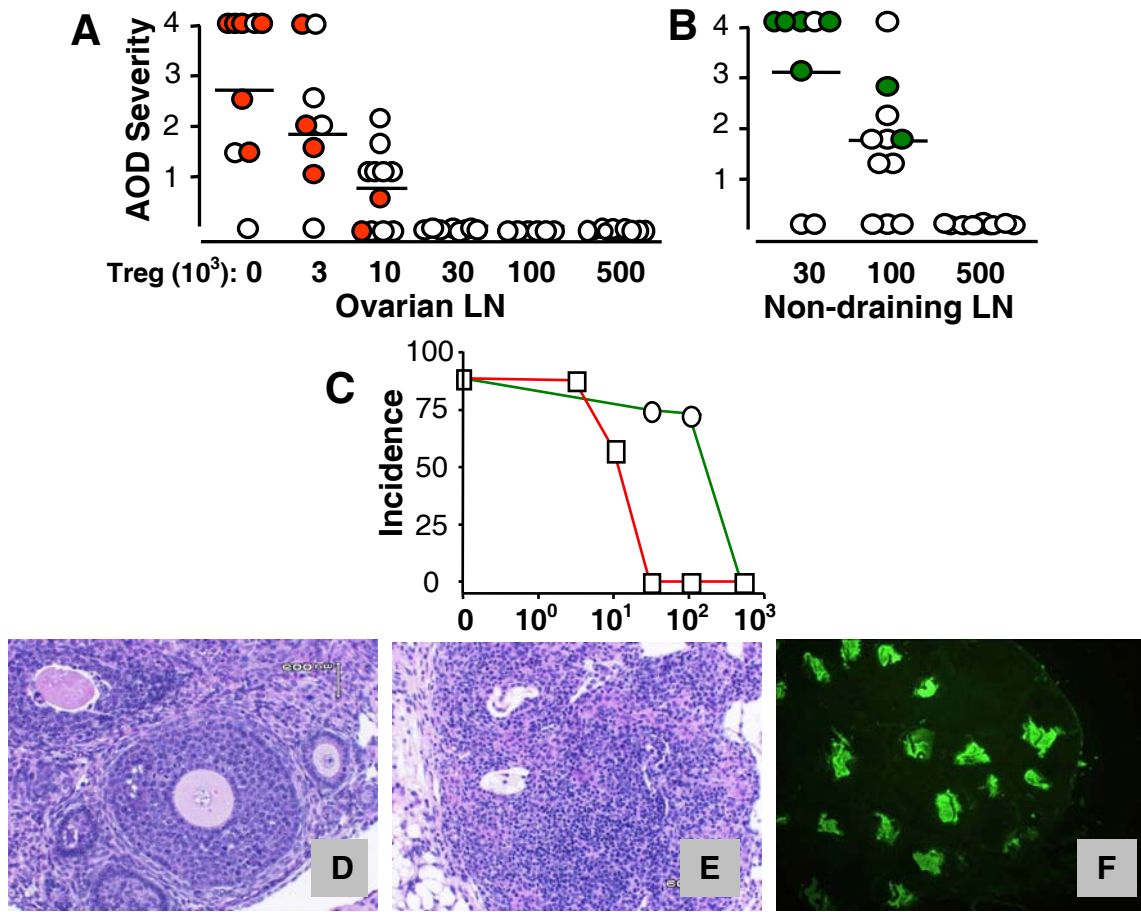 A
AOD Severity
4
3
2
1
Treg (10³): 0 3 10 30 100 500
Ovarian LN
B
4
3
2
1
30 100 500
Non-draining LN
C
Incidence
100
75
50
25
0
0 10⁰ 10¹ 10² 10³
D
E
F